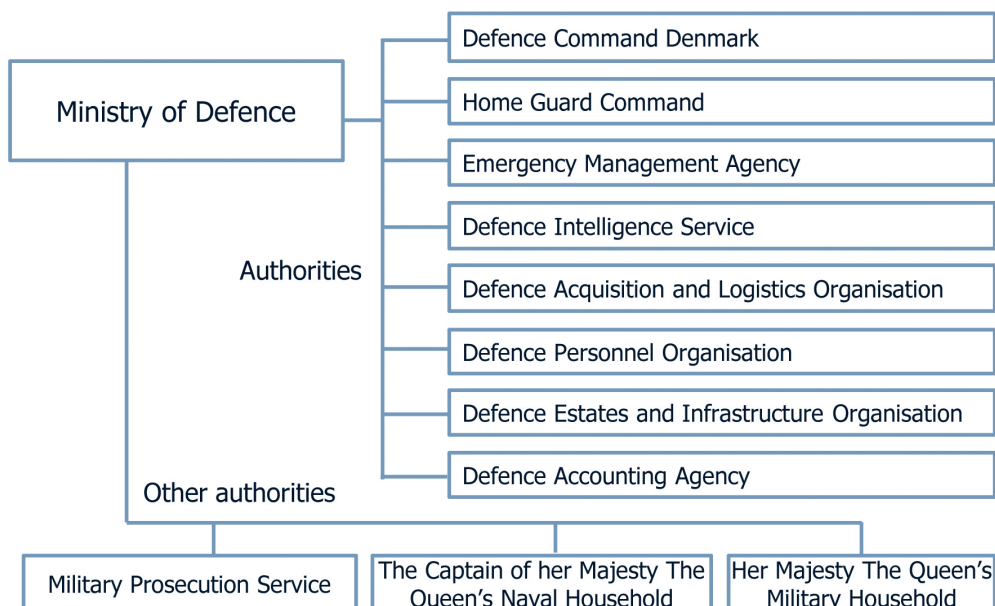 Ministry of Defence
Defence Command Denmark
Home Guard Command
Emergency Management Agency
Defence Intelligence Service
Authorities
Defence Acquisition and Logistics Organisation
Defence Personnel Organisation
Defence Estates and Infrastructure Organisation
Defence Accounting Agency
Other authorities
Military Prosecution Service
The Captain of her Majesty The
Queen's Naval Household
Her Majesty The Queen's
Military Household